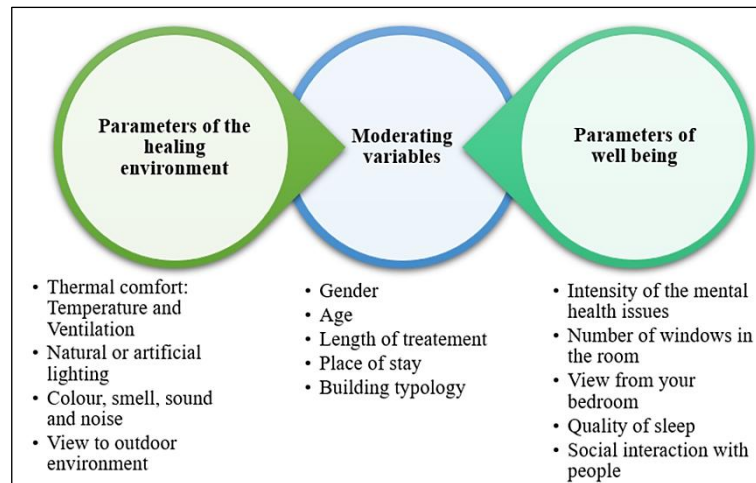 Parameters of the
healing
environment
Moderating
variables
Parameters of
well being
• Thermal comfort:
Temperature and
Ventilation
• Natural or artificial
lighting
• Colour, smell, sound
and noise
• View to outdoor
environment
• Gender
• Age
• Length of treatement
• Place of stay
• Building typology
• Intensity of the mental
health issues
• Number of windows in
the room
• View from your
bedroom
• Quality of sleep
• Social interaction with
people